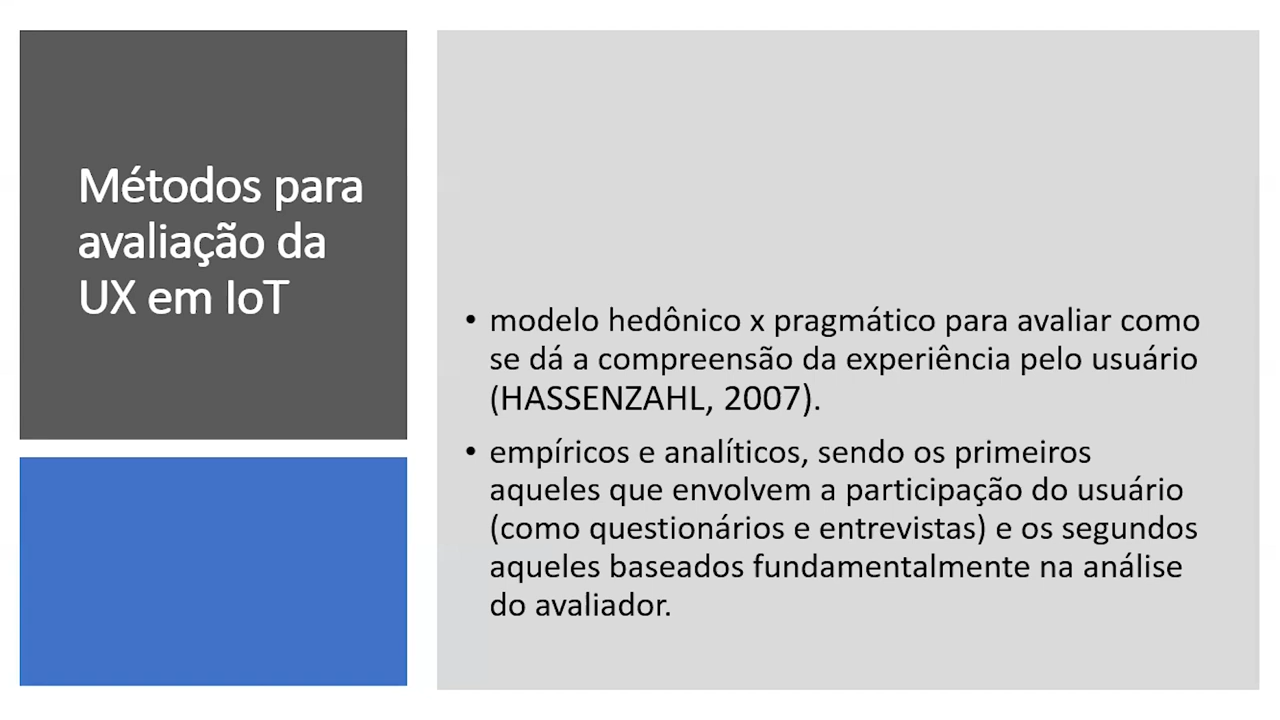 Métodos para
avaliação da
UX em IoT
• modelo hedônico x pragmático para avaliar como
se dá a compreensão da experiência pelo usuário
(HASSENZAHL, 2007).
• empíricos e analíticos, sendo os primeiros
aqueles que envolvem a participação do usuário
(como questionários e entrevistas) e os segundos
aqueles baseados fundamentalmente na análise
do avaliador.